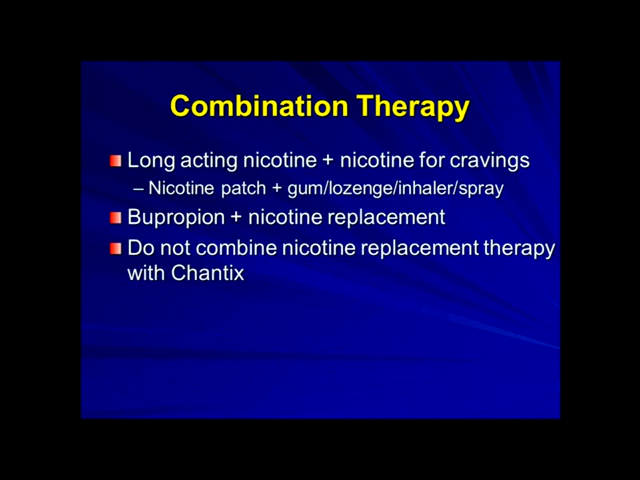 Combination Therapy
Long acting nicotine + nicotine for cravings
– Nicotine patch + gum/lozenge/inhaler/spray
Bupropion + nicotine replacement
Do not combine nicotine replacement therapy
with Chantix